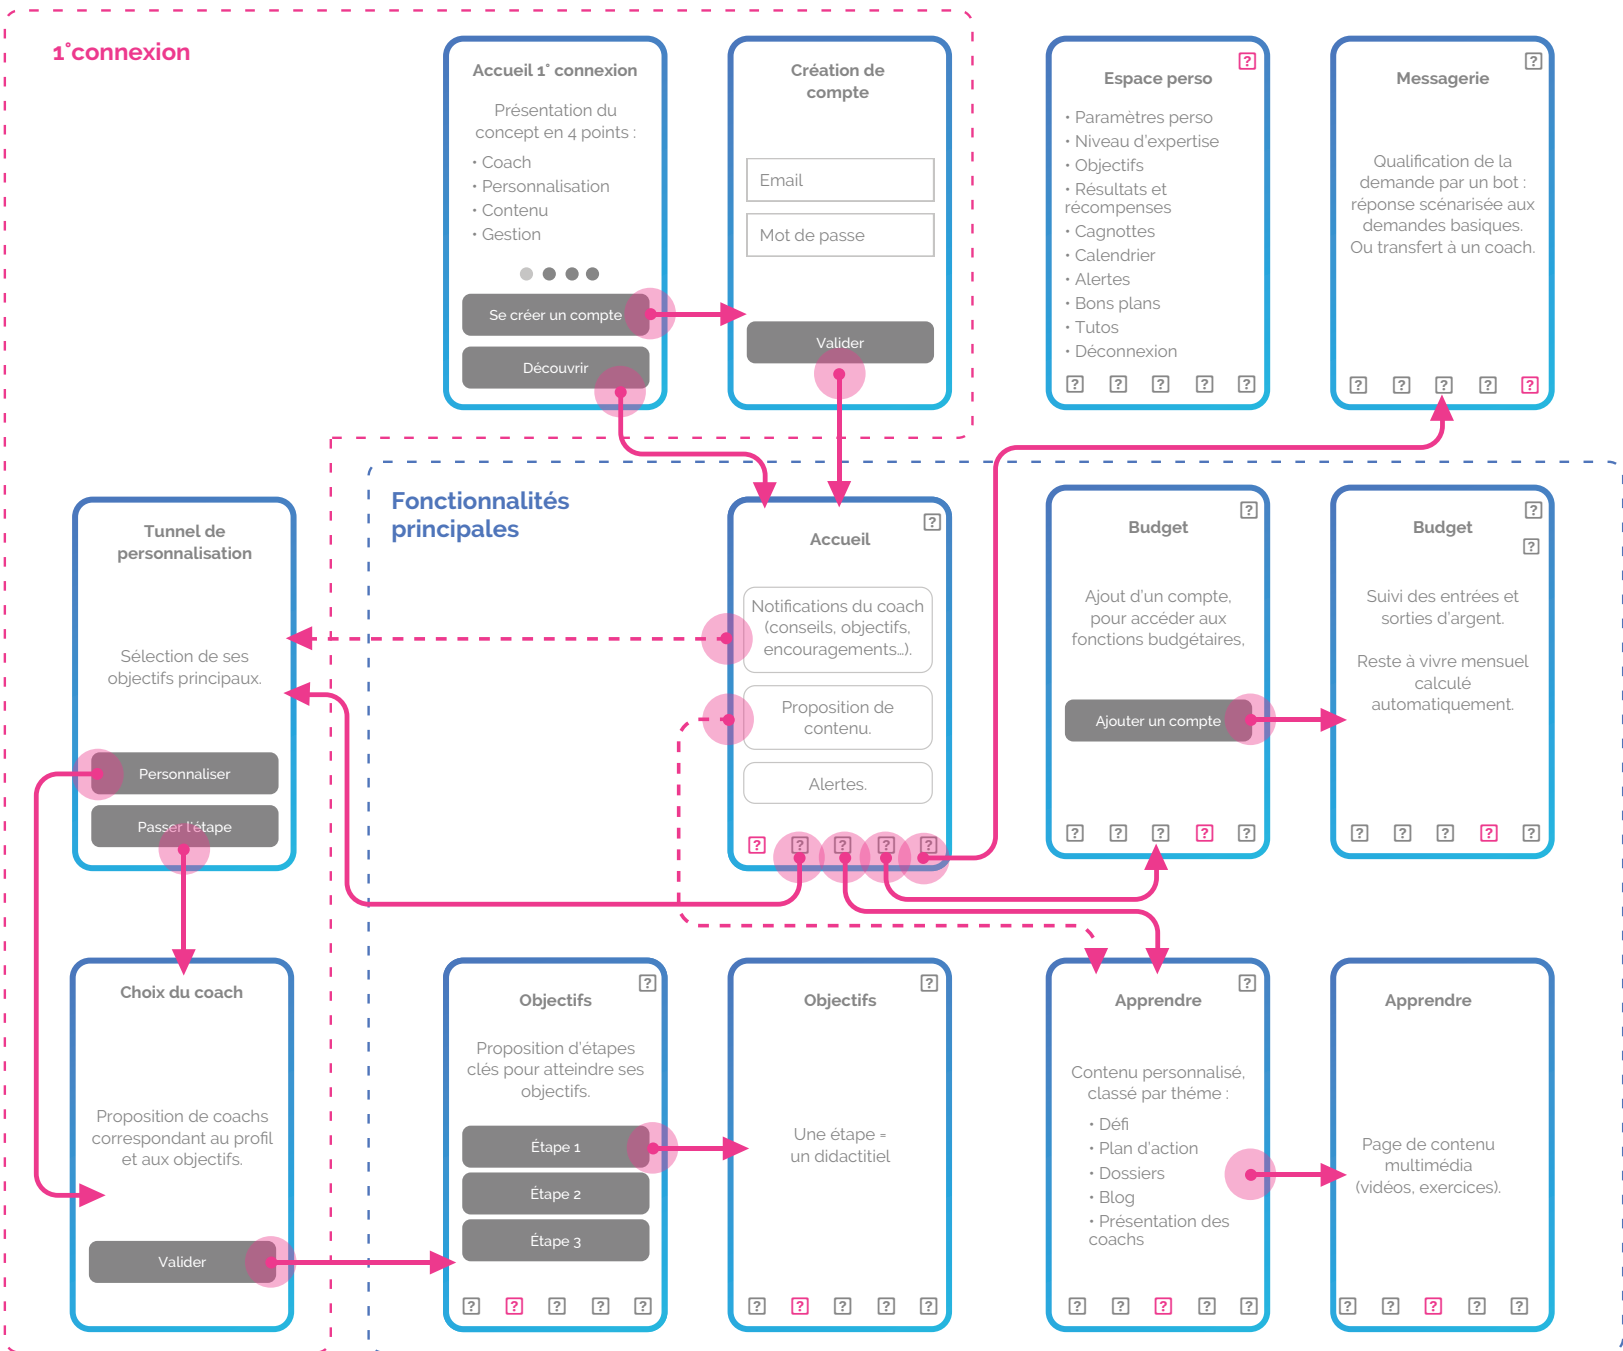 1°connexion
Accueil 1° connexion
Présentation du
concept en 4 points :
• Coach
• Personnalisation
• Contenu
• Gestion
Se créer un compte
Découvrir
Création de
compte
Email
Mot de passe
Valider
?
Espace perso
• Paramètres perso
• Niveau d'expertise
• Objectifs
• Résultats et
récompenses
• Cagnottes
• Calendrier
• Alertes
• Bons plans
• Tutos
• Déconnexion
? ? ? ? ?
?
Messagerie
Qualification de la
demande par un bot :
réponse scénarisée aux
demandes basiques.
Ou transfert à un coach.
? ? ? ? ?
Tunnel de
personnalisation
Sélection de ses
objectifs principaux.
Personnaliser
Passer l'étape
Fonctionnalités
principales
?
Accueil
Notifications du coach
(conseils, objectifs,
encouragements…).
Proposition de
contenu.
Alertes.
? ? ? ? ?
?
Budget
Ajout d'un compte,
pour accéder aux
fonctions budgétaires,
Ajouter un compte
? ? ? ? ?
?
Budget
?
Suivi des entrées et
sorties d'argent.
Reste à vivre mensuel
calculé
automatiquement.
? ? ? ? ?
Choix du coach
Proposition de coachs
correspondant au profil
et aux objectifs.
Valider
?
Objectifs
Proposition d'étapes
clés pour atteindre ses
objectifs.
Étape 1
Étape 2
Étape 3
? ? ? ? ?
?
Objectifs
Une étape =
un didactitiel
? ? ? ? ?
?
Apprendre
Contenu personnalisé,
classé par théme :
• Défi
• Plan d'action
• Dossiers
• Blog
• Présentation des
coachs
? ? ? ? ?
Apprendre
Page de contenu
multimédia
(vidéos, exercices).
? ? ? ? ?